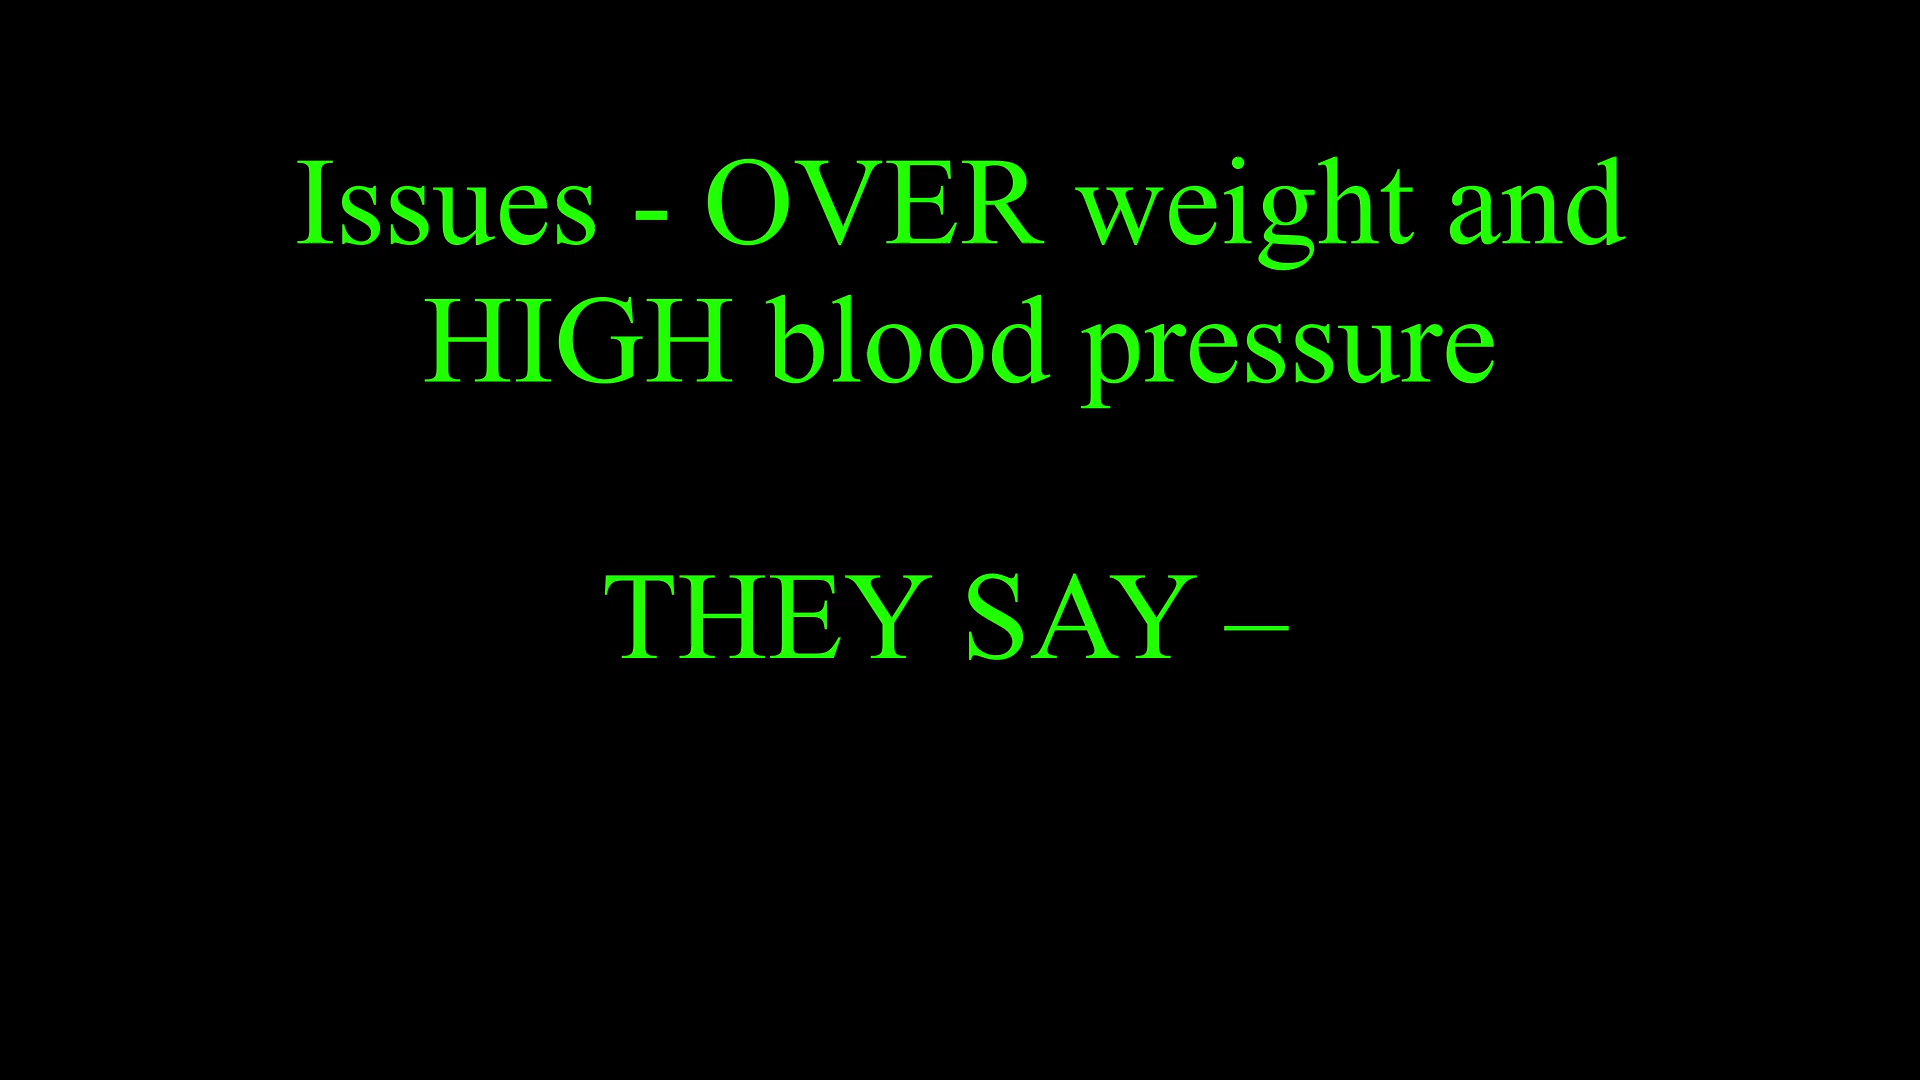 Issues - OVER weight and
HIGH blood pressure
THEY SAY –